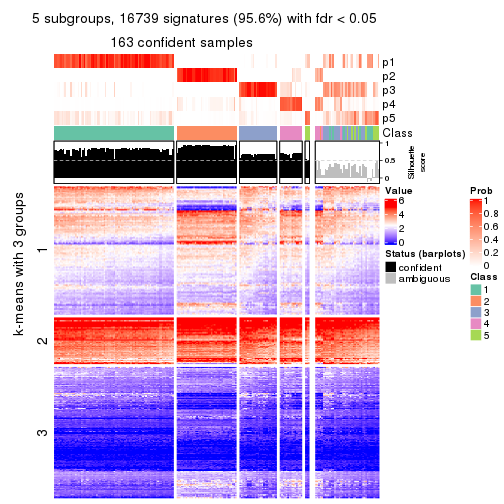 5 subgroups, 16739 signatures (95.6%) with fdr < 0.05
163 confident samples
p1
p2
p3
p4
p5
Class
1
0.5
0
Silhouette
score
k-means with 3 groups
1
2
3
Value
6
4
2
0
Status (barplots)
confident
ambiguous
Prob
1
0.8
0.6
0.4
0.2
0
Class
1
2
3
4
5